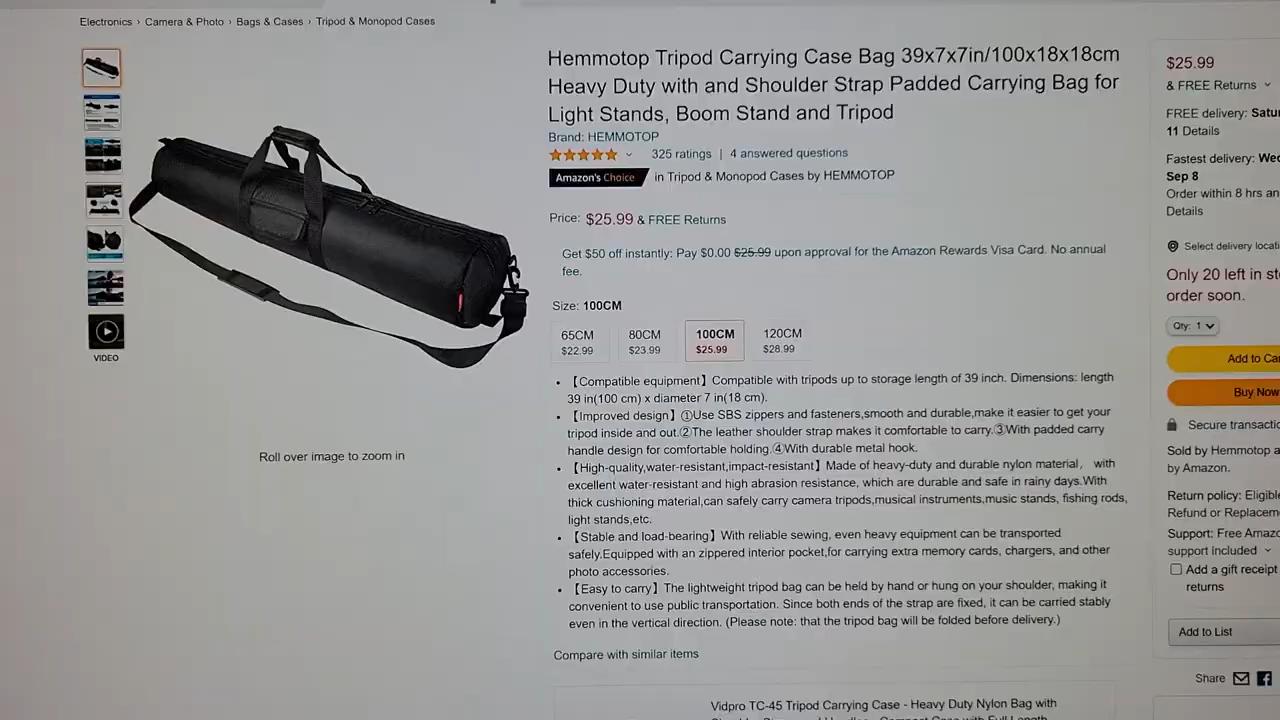 Electronics › Camera & Photo › Bags & Cases › Tripod & Monopod Cases
Hemmotop Tripod Carrying Case Bag 39x7x7in/100x18x18cm
Heavy Duty with and Shoulder Strap Padded Carrying Bag for
Light Stands, Boom Stand and Tripod
Brand: HEMMOTOP
325 ratings | 4 answered questions
Amazon's Choice in Tripod & Monopod Cases by HEMMOTOP
Price: $25.99 & FREE Returns
Get $50 off instantly: Pay $0.00 $25.99 upon approval for the Amazon Rewards Visa Card. No annual
fee.
Size: 100CM
65CM 80CM 100CM 120CM
$22.99 $23.99 $25.99 $28.99
• 【Compatible equipment】Compatible with tripods up to storage length of 39 inch. Dimensions: length
39 in(100 cm) x diameter 7 in(18 cm).
• 【Improved design】①Use SBS zippers and fasteners,smooth and durable,make it easier to get your
tripod inside and out.②The leather shoulder strap makes it comfortable to carry.③With padded carry
handle design for comfortable holding.④With durable metal hook.
• 【High-quality,water-resistant,impact-resistant】Made of heavy-duty and durable nylon material， with
excellent water-resistant and high abrasion resistance, which are durable and safe in rainy days.With
thick cushioning material,can safely carry camera tripods,musical instruments,music stands, fishing rods,
light stands,etc.
• 【Stable and load-bearing】With reliable sewing, even heavy equipment can be transported
safely.Equipped with an zippered interior pocket,for carrying extra memory cards, chargers, and other
photo accessories.
• 【Easy to carry】The lightweight tripod bag can be held by hand or hung on your shoulder, making it
convenient to use public transportation. Since both ends of the strap are fixed, it can be carried stably
even in the vertical direction. (Please note: that the tripod bag will be folded before delivery.)
Compare with similar items
Vidpro TC-45 Tripod Carrying Case - Heavy Duty Nylon Bag with
VIDEO
Roll over image to zoom in
$25.99
& FREE Returns
FREE delivery: Satu
11 Details
Fastest delivery: Wed
Sep 8
Order within 8 hrs an
Details
Select delivery locati
Only 20 left in st
order soon.
Qty: 1
Add to Car
Buy Now
Secure transactio
Sold by Hemmotop a
by Amazon.
Return policy: Eligible
Refund or Replacem
Support: Free Amazo
support included
Add a gift receipt
returns
Add to List
Share